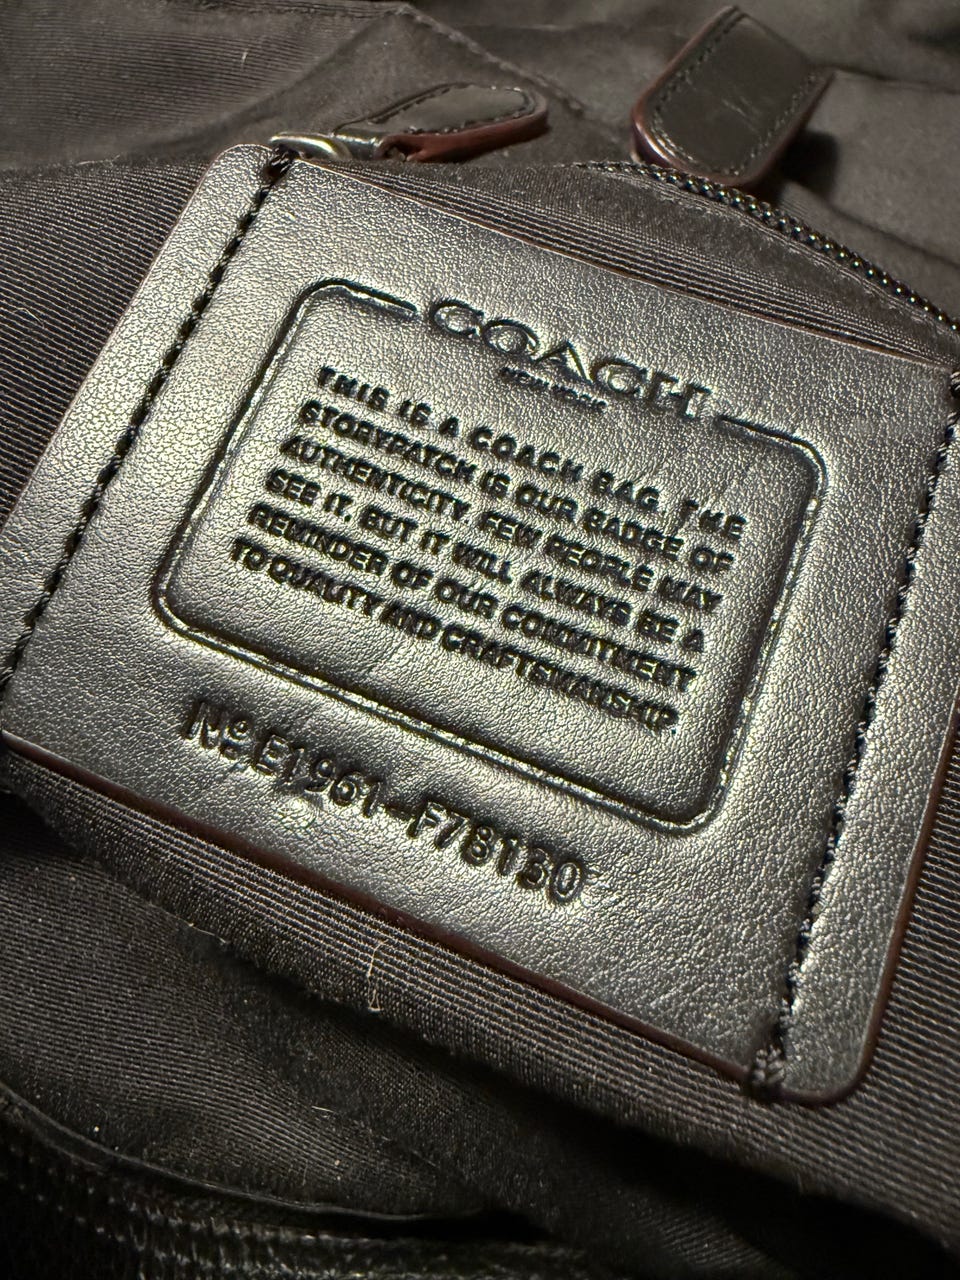 COACH
NEW YORK
THIS IS A COACH BAG. THE
STORYPATCH IS OUR BADGE OF
AUTHENTICITY. FEW PEOPLE MAY
SEE IT, BUT IT WILL ALWAYS BE A
REMINDER OF OUR COMMITMENT
TO QUALITY AND CRAFTSMANSHIP.
Nº E1961-F78130